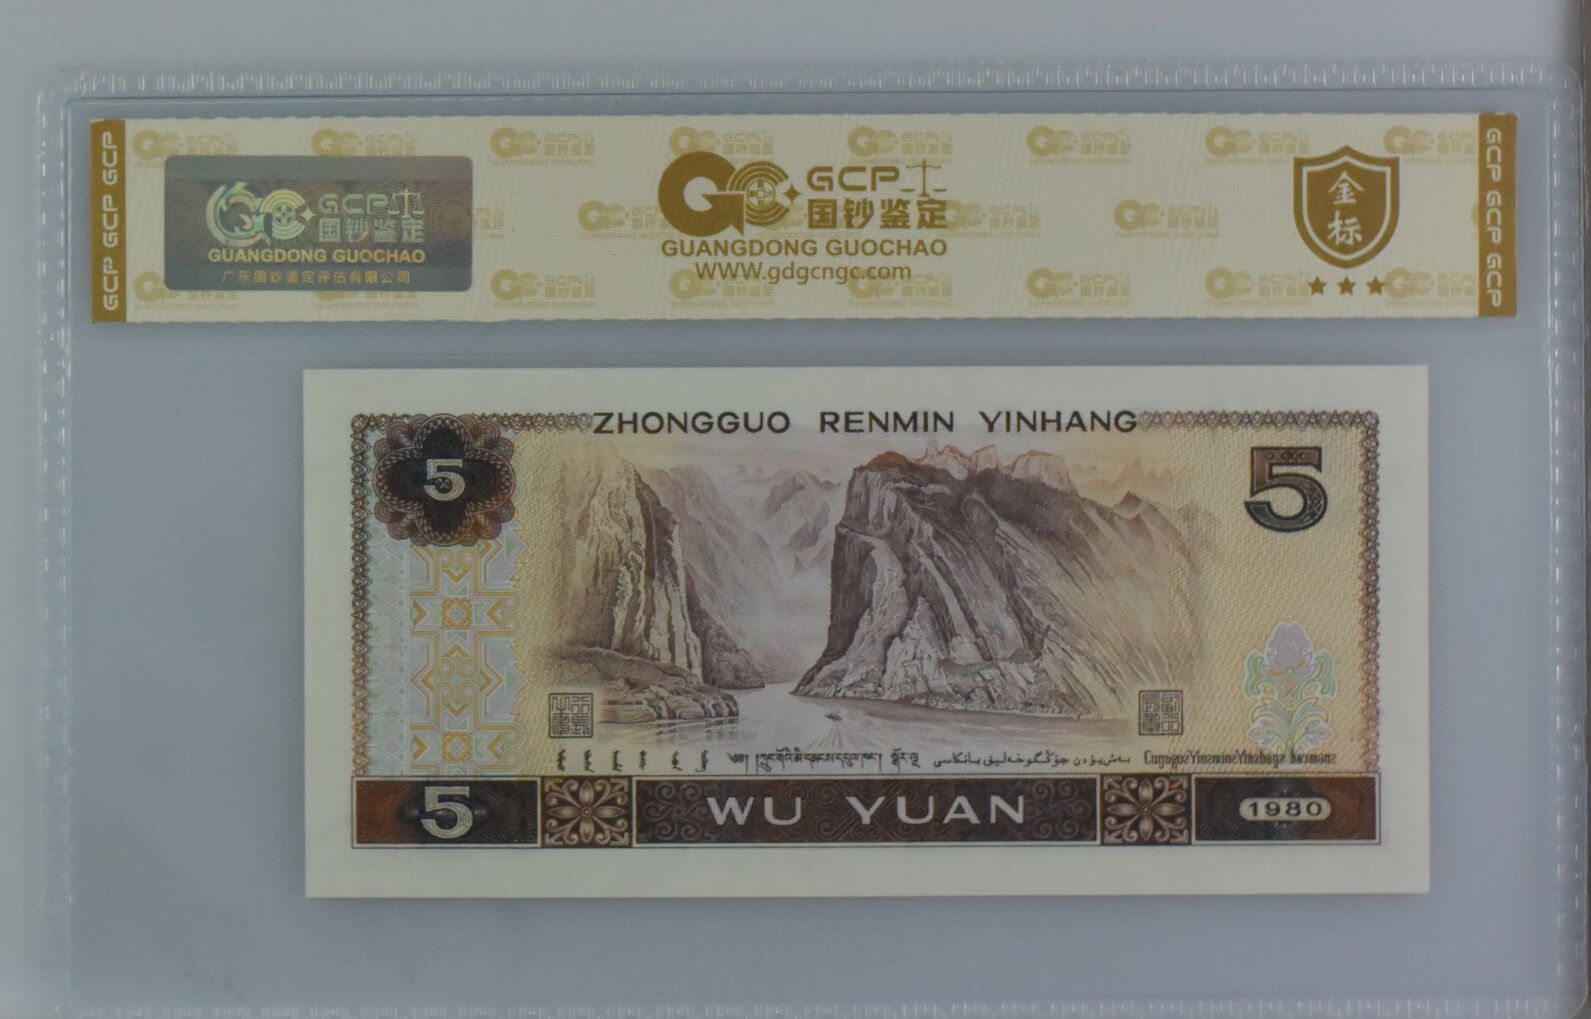 GCP GCP GCP
GCP
国钞鉴定
GUANGDONG GUOCHAO
广东国钞鉴定评估有限公司
GCP
国钞鉴定
GUANGDONG GUOCHAO
WWW.gdgcngc.com
金
标
GCP GCP GCP
ZHONGGUO RENMIN YINHANG
5
5
5
WU YUAN
1980